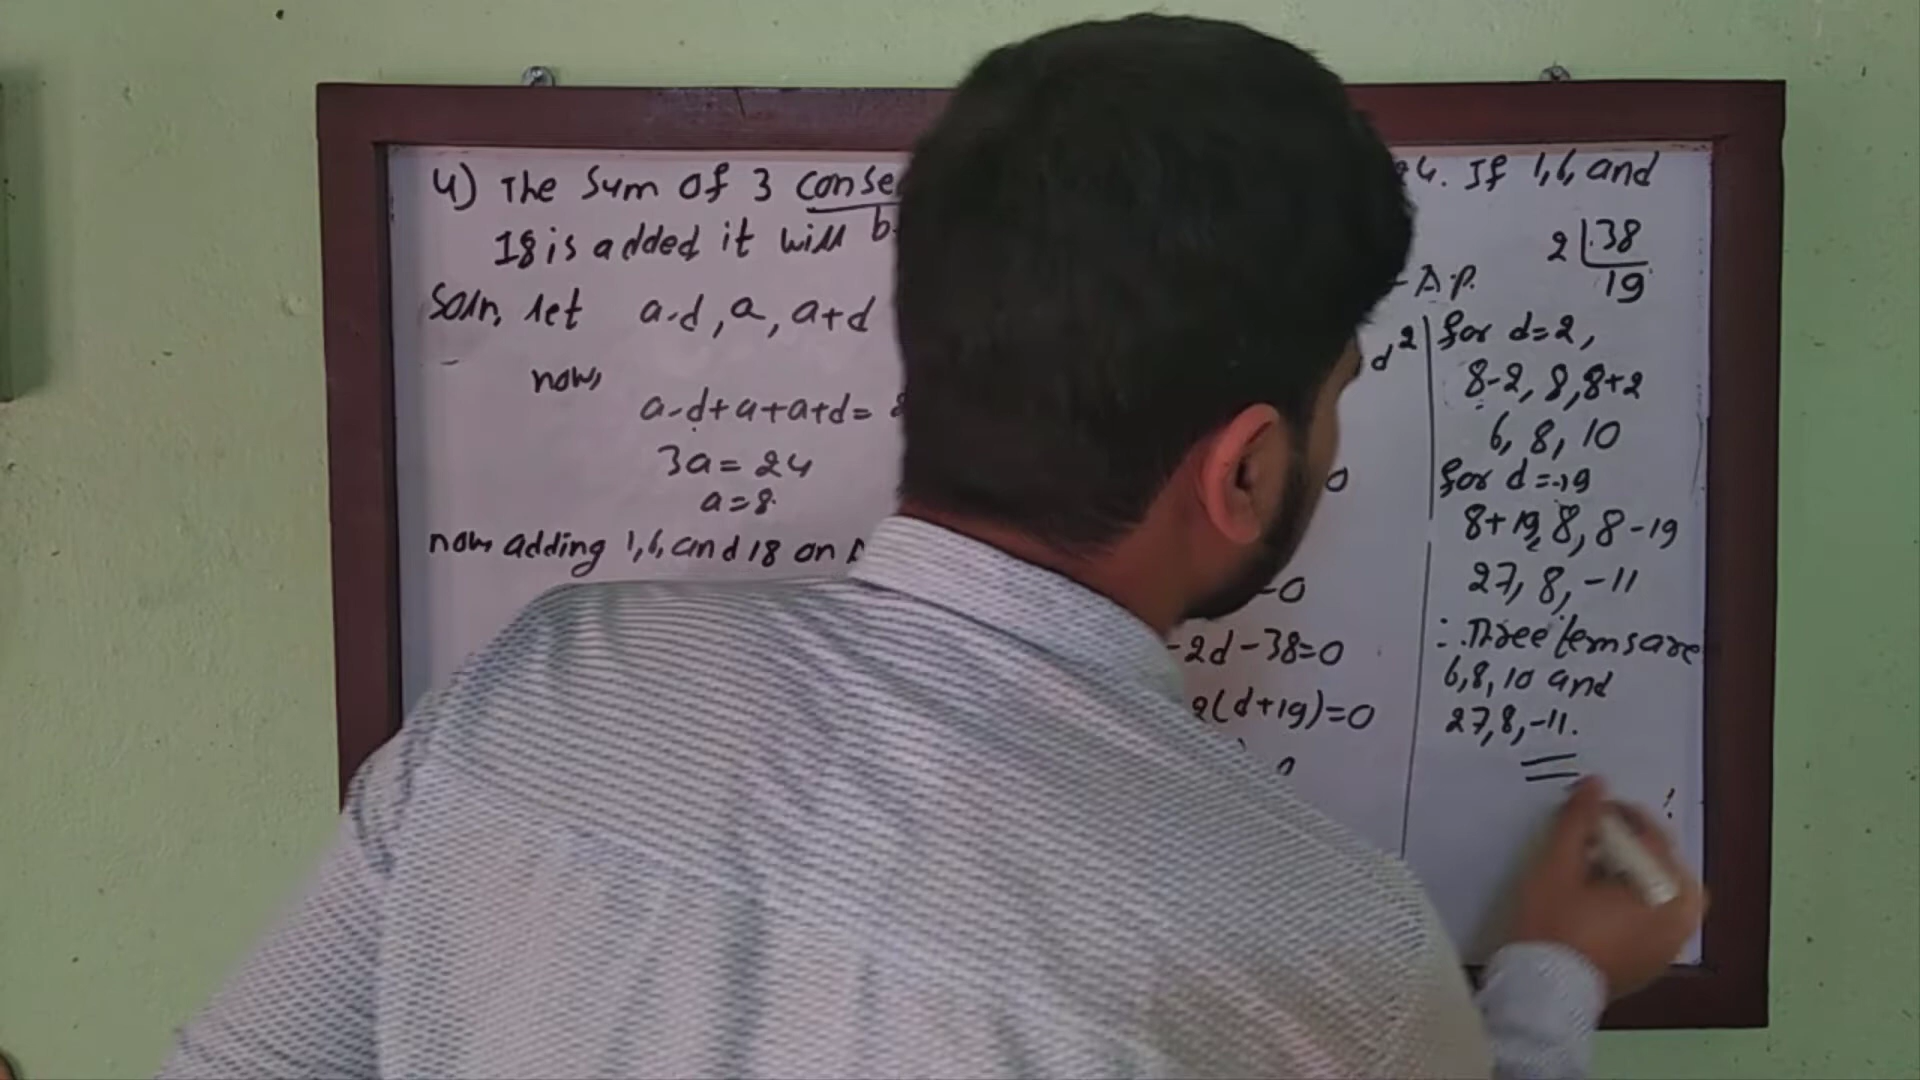 4) The Sum of 3 conse
18 is added it will b
Soln, let a-d, a, a+d
now,
a-d+a+a+d=
3a = 24
a = 8
now adding 1,6, and 18 on
4. If 1,6, and
A.P.
d²
0
-0
-2d-38=0
2(d+19)=0
0
2 38
19
for d=2,
8-2, 8, 8+2
6, 8, 10
for d=-19
8+19, 8, 8-19
27, 8, -11
∴ Three terms are
6,8,10 and
27,8,-11.